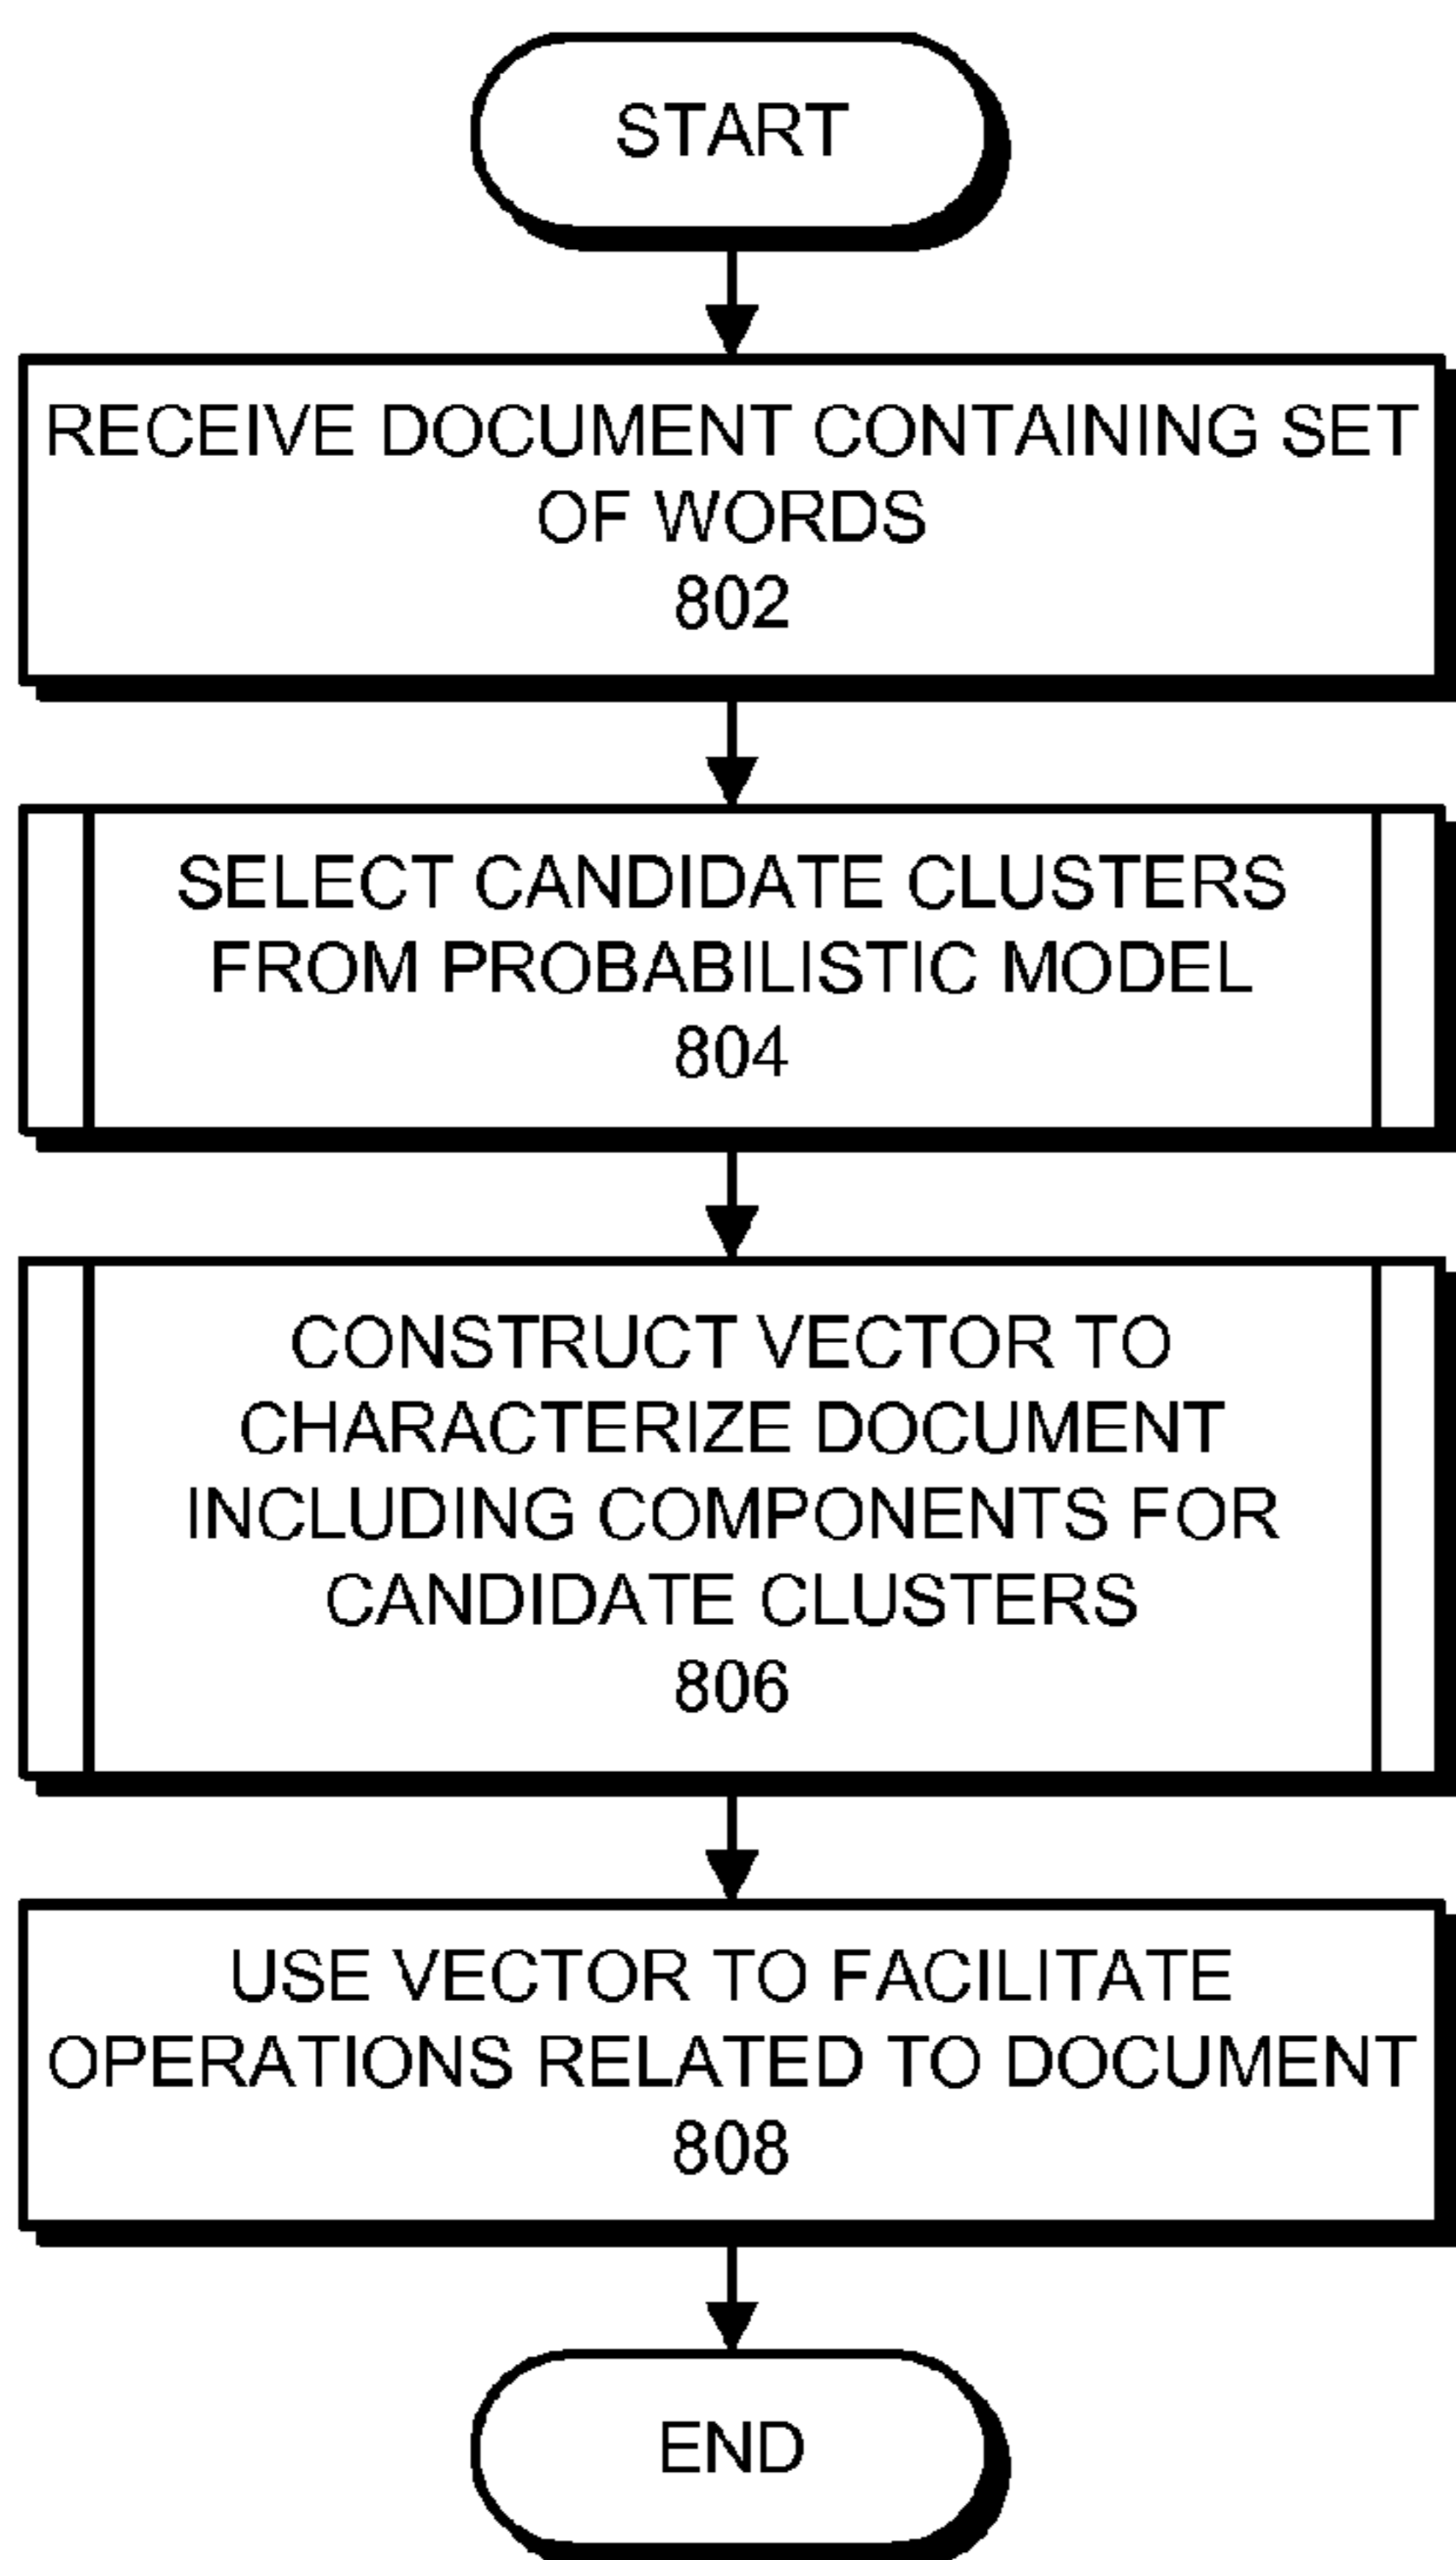 START
RECEIVE DOCUMENT CONTAINING SET
OF WORDS
802
SELECT CANDIDATE CLUSTERS
FROM PROBABILISTIC MODEL
804
CONSTRUCT VECTOR TO
CHARACTERIZE DOCUMENT
INCLUDING COMPONENTS FOR
CANDIDATE CLUSTERS
806
USE VECTOR TO FACILITATE
OPERATIONS RELATED TO DOCUMENT
808
END